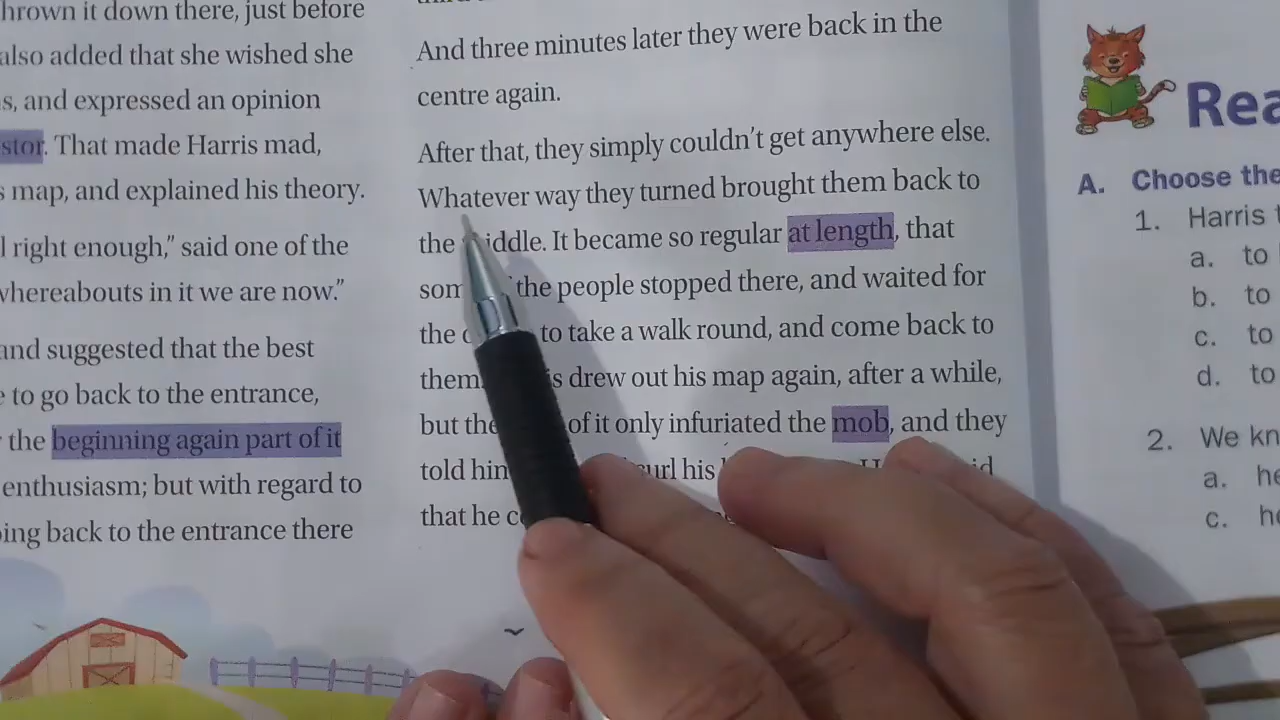 hrown it down there, just before
also added that she wished she
s, and expressed an opinion
stor. That made Harris mad,
s map, and explained his theory.
l right enough,” said one of the
whereabouts in it we are now.”
and suggested that the best
e to go back to the entrance,
the beginning again part of it
enthusiasm; but with regard to
ing back to the entrance there
And three minutes later they were back in the
centre again.
After that, they simply couldn’t get anywhere else.
Whatever way they turned brought them back to
the iddle. It became so regular at length, that
som the people stopped there, and waited for
the to take a walk round, and come back to
them s drew out his map again, after a while,
but the of it only infuriated the mob, and they
told him url his
that he c
Rea
A. Choose the
1. Harris
a. to
b. to
c. to
d. to
2. We kn
a. he
c. he